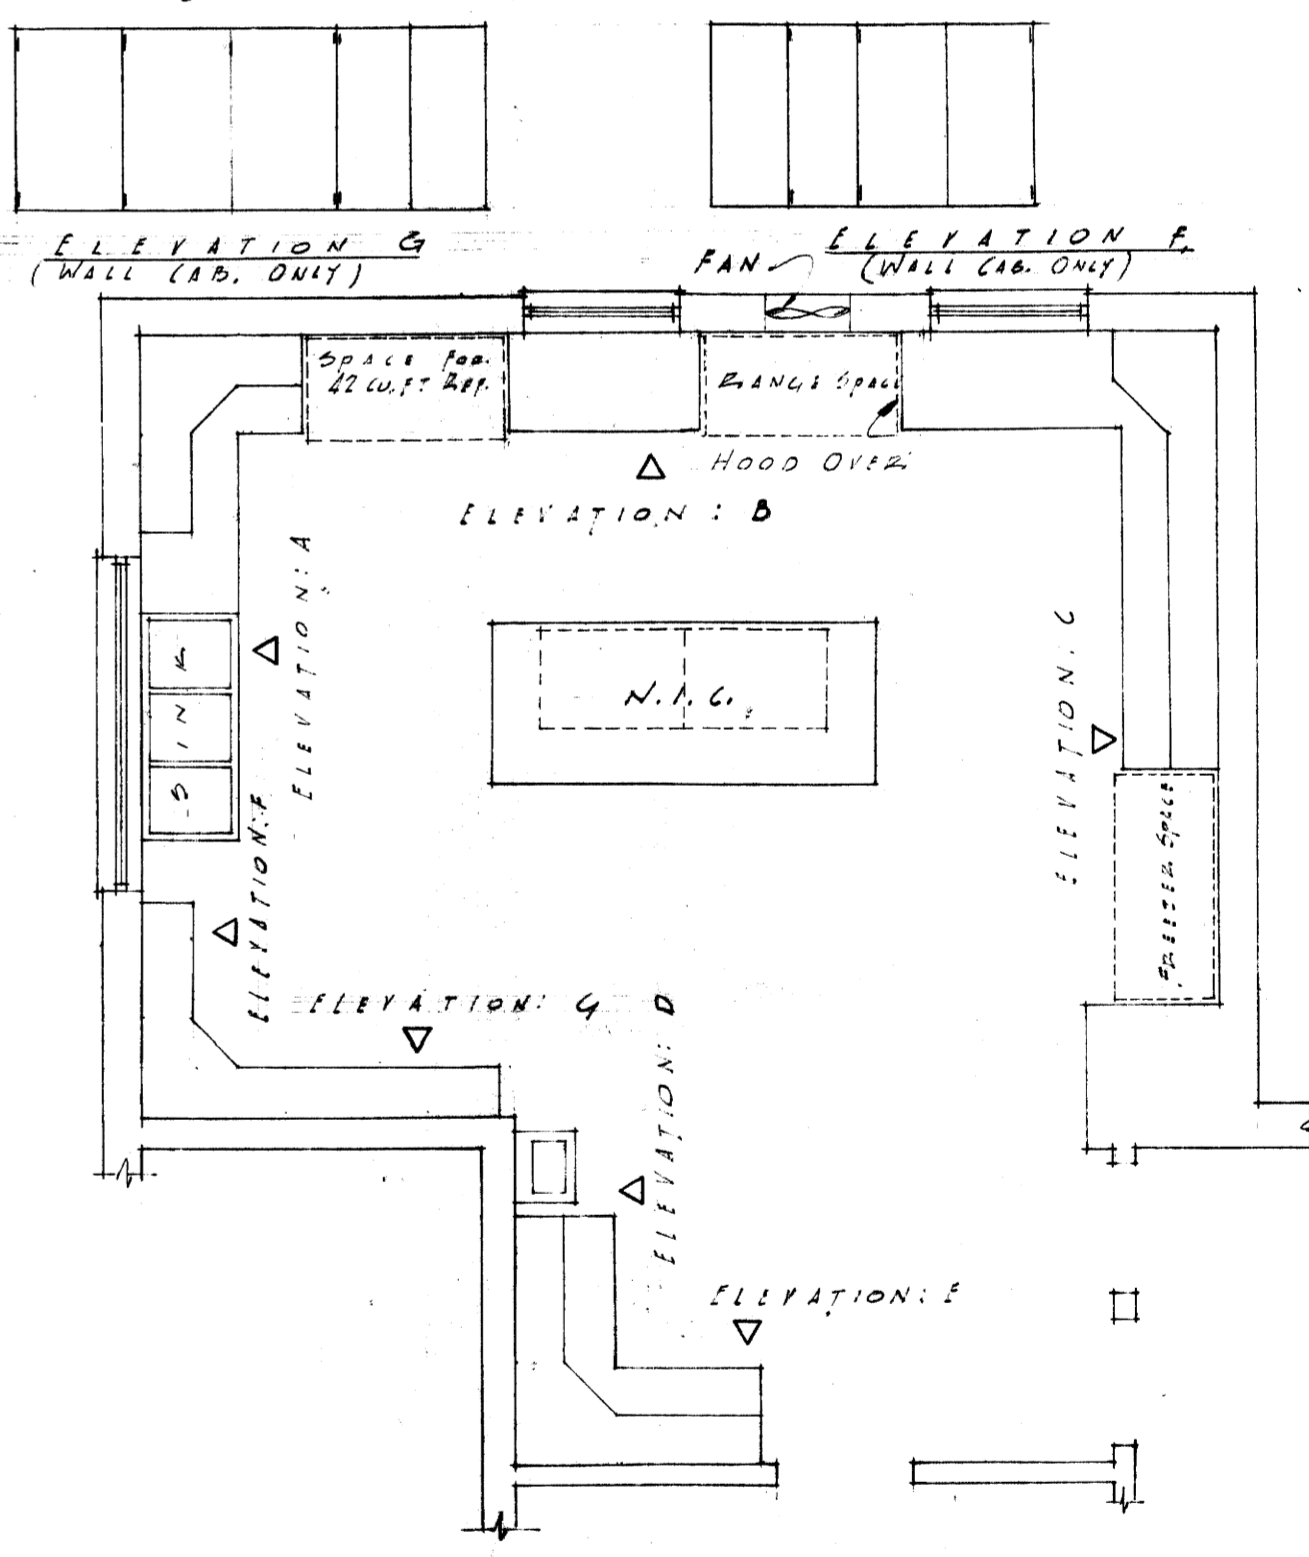 ELEVATION G
(WALL CAB. ONLY)
ELEVATION F.
(WALL CAB. ONLY)
FAN
SPACE FOR
42 CU. FT REF.
RANGE SPACE
HOOD OVER
ELEVATION: B
ELEVATION: A
SINK
N.I.C.
ELEVATION: C
FREEZER SPACE
ELEVATION: F
ELEVATION: G
ELEVATION: D
ELEVATION: E